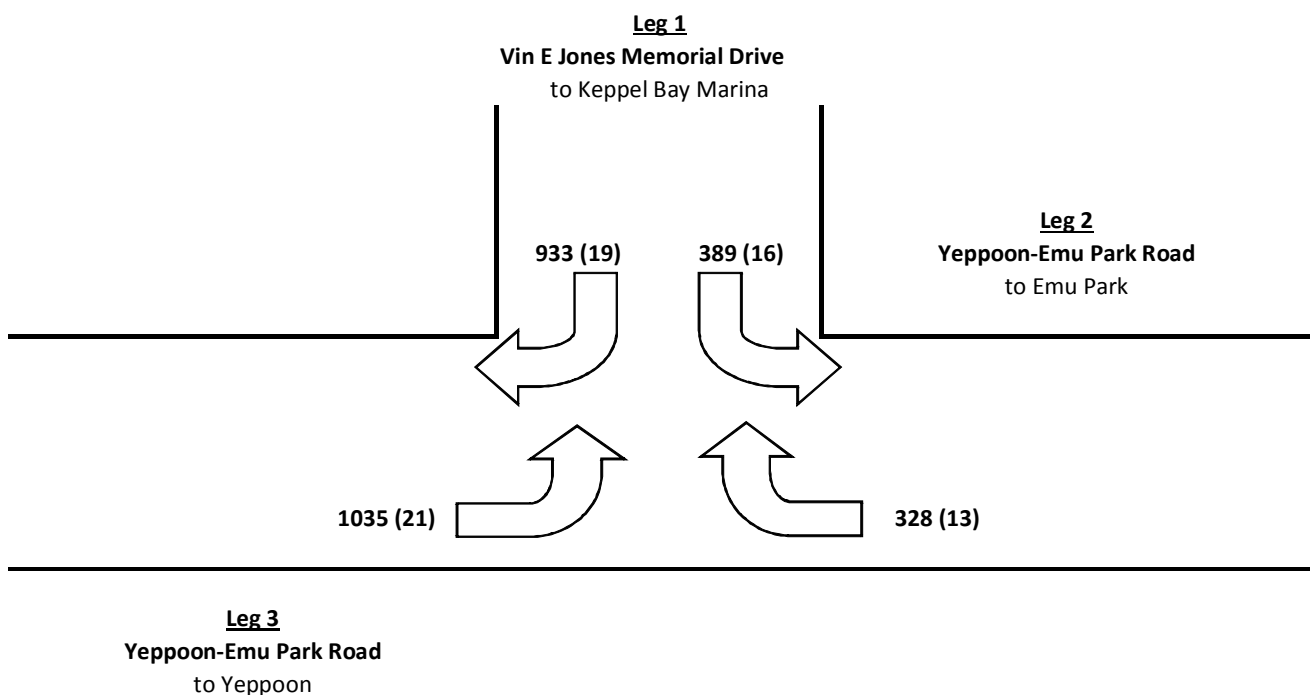 Leg 1
Vin E Jones Memorial Drive
to Keppel Bay Marina
Leg 2
Yeppoon-Emu Park Road
to Emu Park
933 (19)
389 (16)
1035 (21)
328 (13)
Leg 3
Yeppoon-Emu Park Road
to Yeppoon